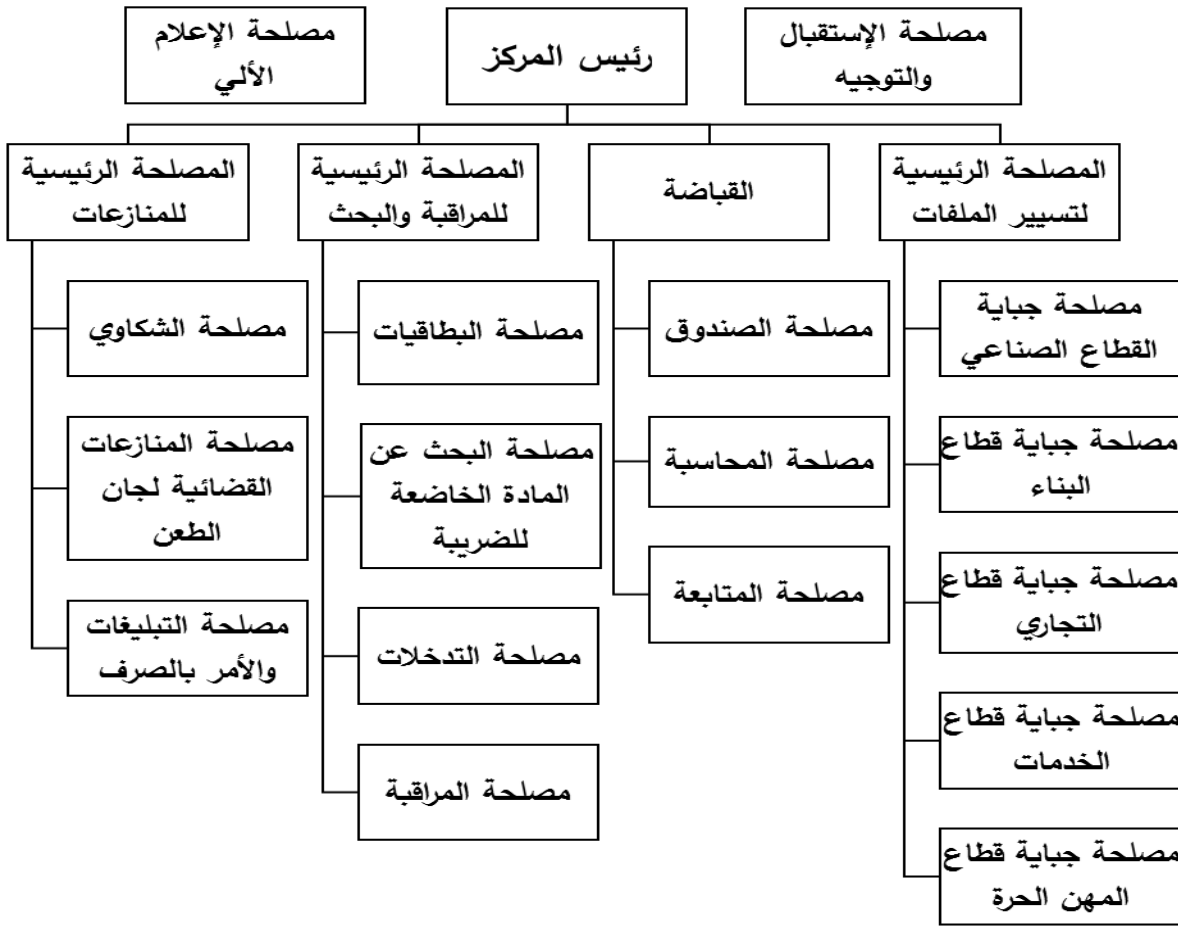 مصلحة الإستقبال
والتوجيه
رئيس المركز
مصلحة الإعلام
الألي
المصلحة الرئيسية
لتسيير الملفات
القباضة
المصلحة الرئيسية
للمراقبة والبحث
المصلحة الرئيسية
للمنازعات
مصلحة جباية
القطاع الصناعي
مصلحة جباية قطاع
البناء
مصلحة جباية قطاع
التجاري
مصلحة جباية قطاع
الخدمات
مصلحة جباية قطاع
المهن الحرة
مصلحة الصندوق
مصلحة المحاسبة
مصلحة المتابعة
مصلحة البطاقيات
مصلحة البحث عن
المادة الخاضعة
للضريبة
مصلحة التدخلات
مصلحة المراقبة
مصلحة الشكاوي
مصلحة المنازعات
القضائية لجان
الطعن
مصلحة التبليغات
والأمر بالصرف